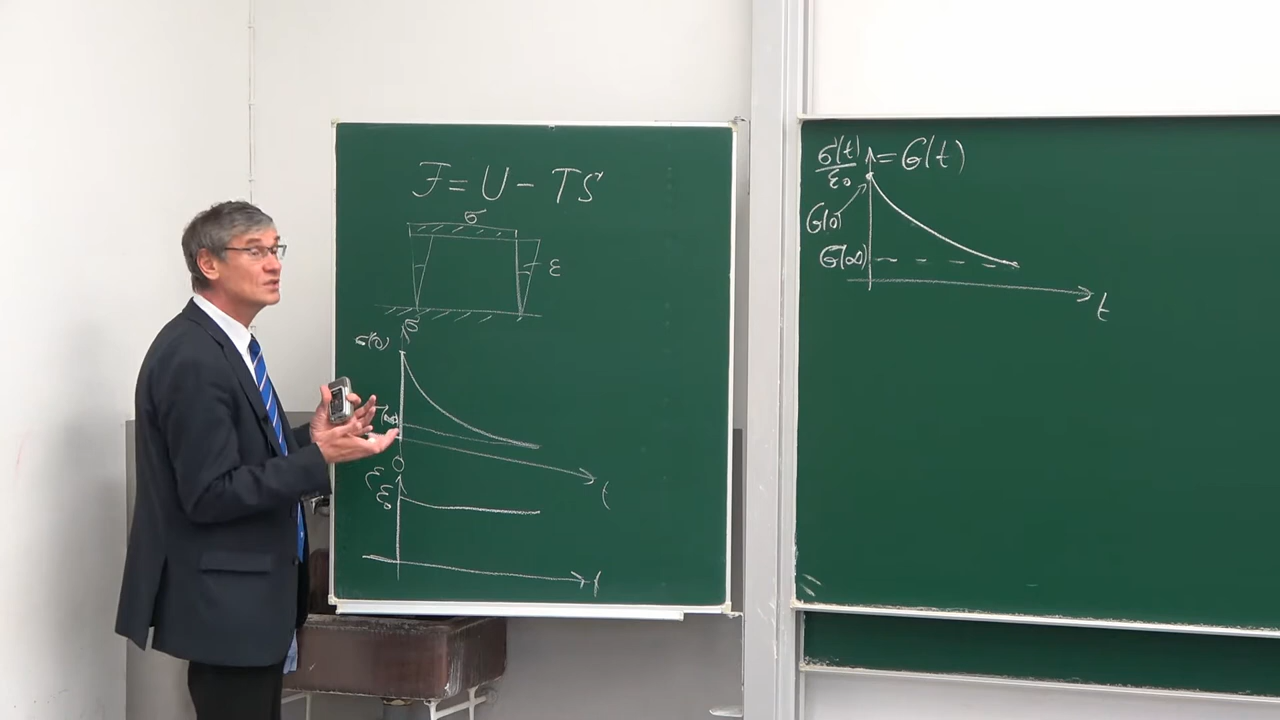 ℱ = U - TS
σ
ε
σ
σ(0)
(∞)
t
0
ε
ε₀
t
σ(t)/ε₀ = G(t)
G(0)
G(∞)
t